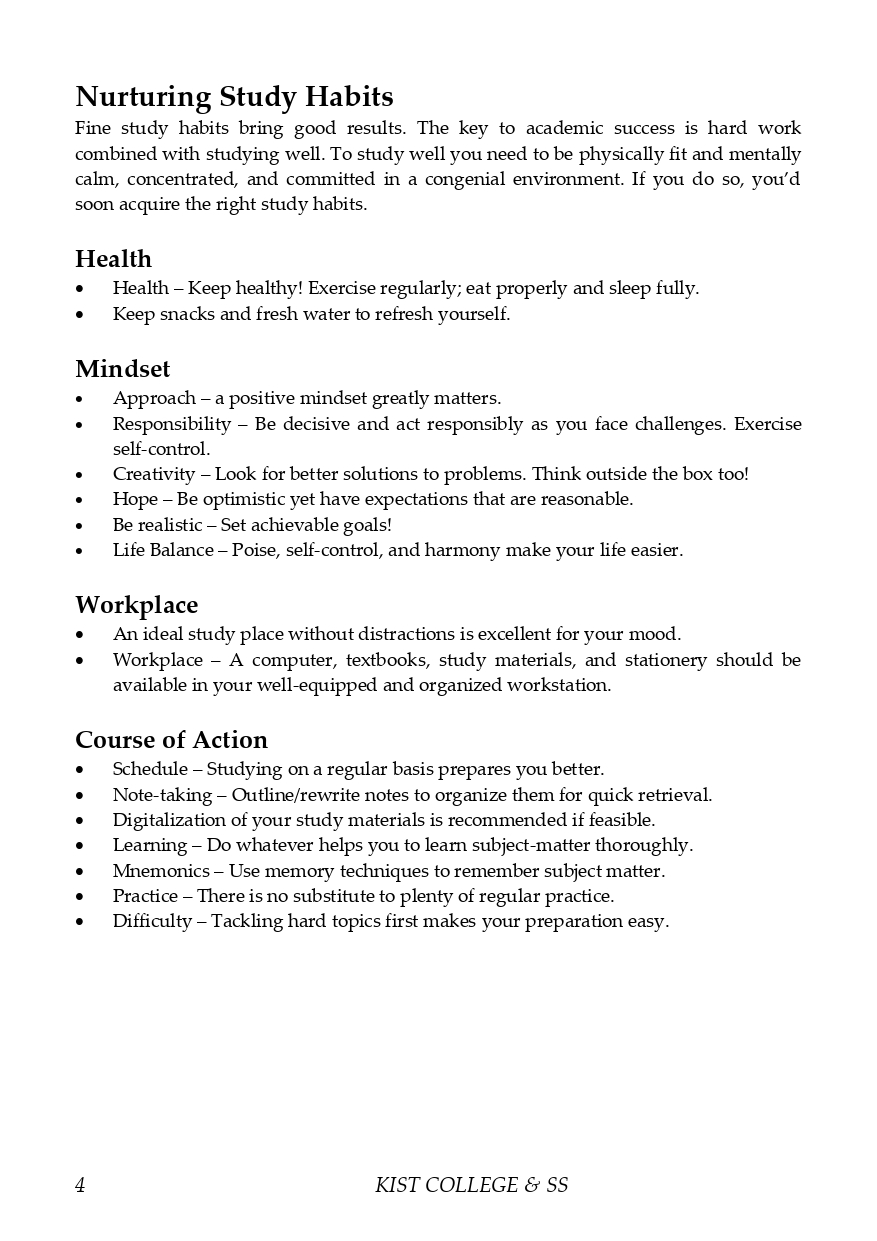 Nurturing Study Habits
Fine study habits bring good results. The key to academic success is hard work
combined with studying well. To study well you need to be physically fit and mentally
calm, concentrated, and committed in a congenial environment. If you do so, you’d
soon acquire the right study habits.
Health
• Health – Keep healthy! Exercise regularly; eat properly and sleep fully.
• Keep snacks and fresh water to refresh yourself.
Mindset
• Approach – a positive mindset greatly matters.
• Responsibility – Be decisive and act responsibly as you face challenges. Exercise
self-control.
• Creativity – Look for better solutions to problems. Think outside the box too!
• Hope – Be optimistic yet have expectations that are reasonable.
• Be realistic – Set achievable goals!
• Life Balance – Poise, self-control, and harmony make your life easier.
Workplace
• An ideal study place without distractions is excellent for your mood.
• Workplace – A computer, textbooks, study materials, and stationery should be
available in your well-equipped and organized workstation.
Course of Action
• Schedule – Studying on a regular basis prepares you better.
• Note-taking – Outline/rewrite notes to organize them for quick retrieval.
• Digitalization of your study materials is recommended if feasible.
• Learning – Do whatever helps you to learn subject-matter thoroughly.
• Mnemonics – Use memory techniques to remember subject matter.
• Practice – There is no substitute to plenty of regular practice.
• Difficulty – Tackling hard topics first makes your preparation easy.
4 KIST COLLEGE & SS